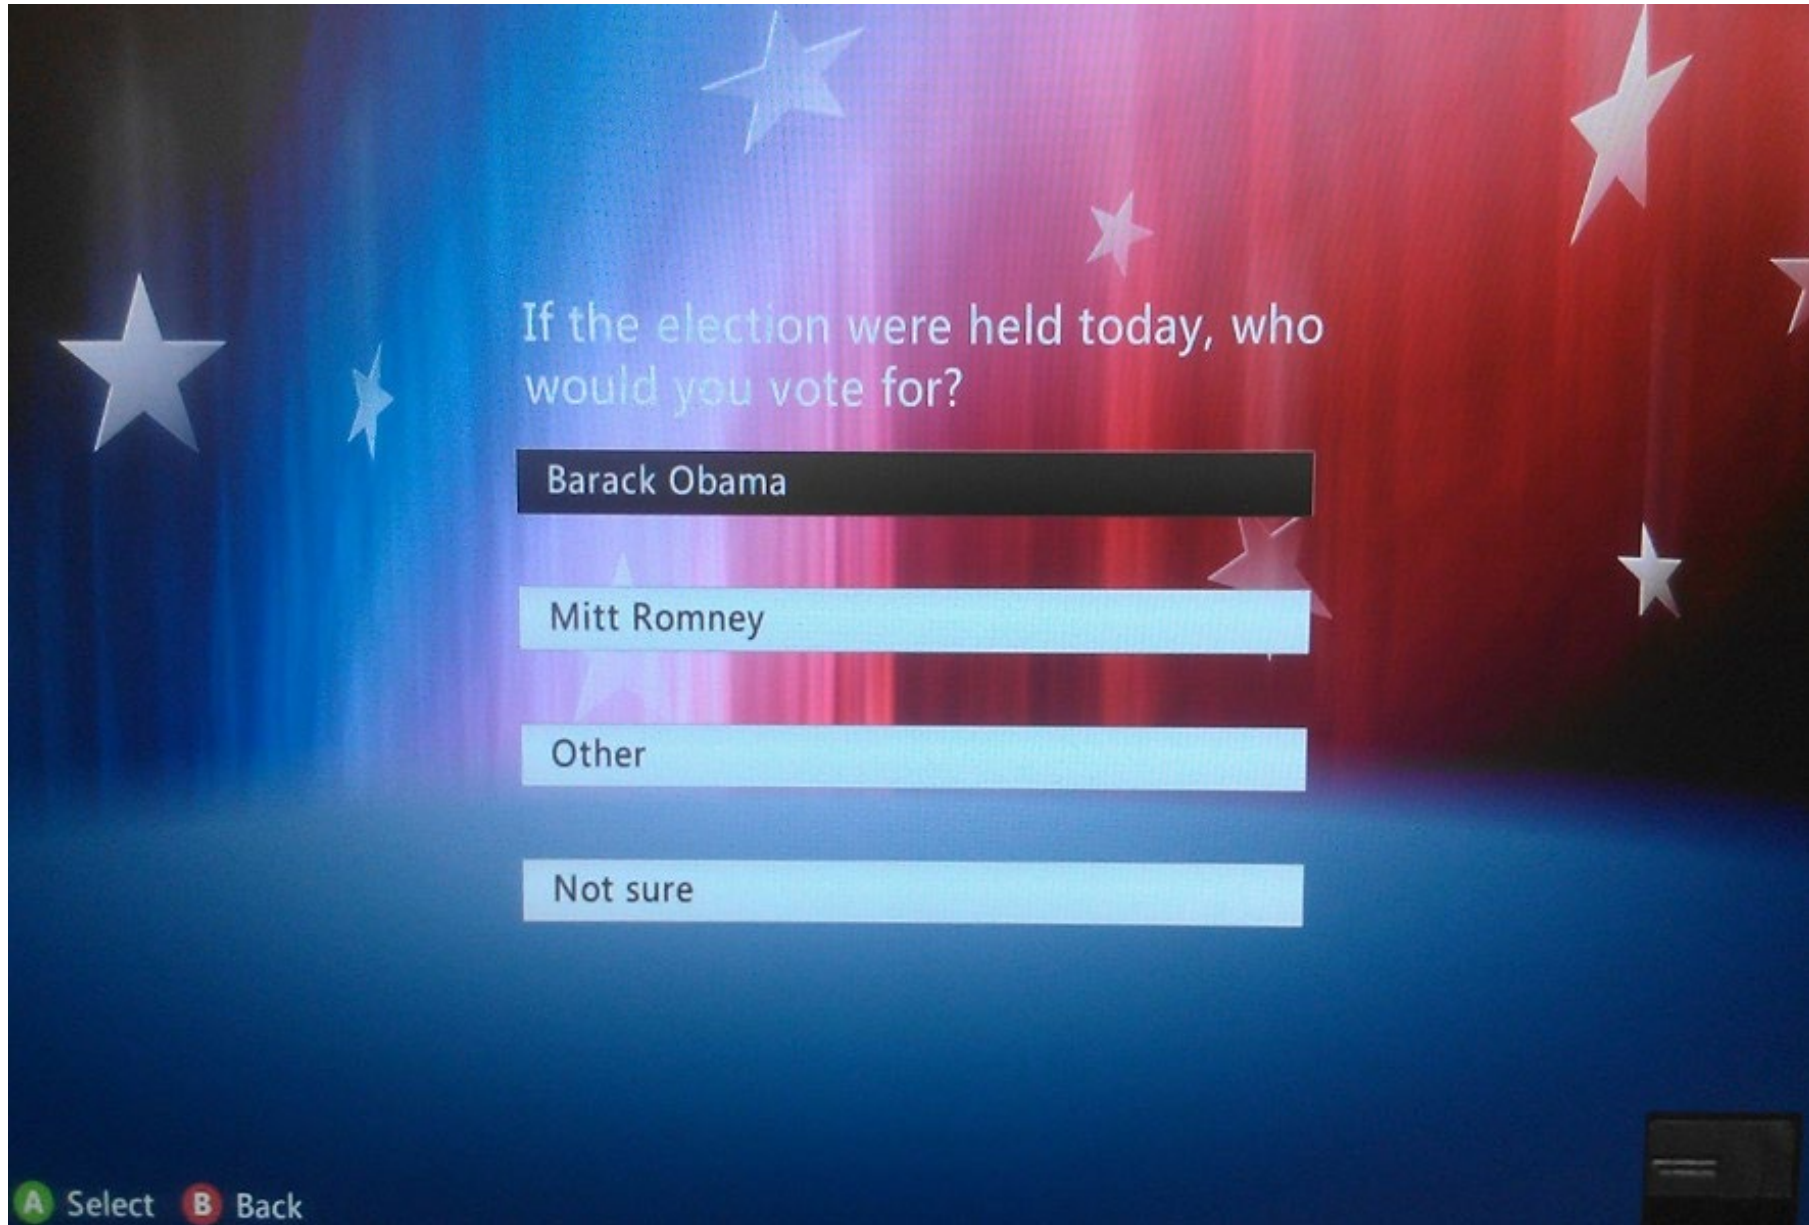 If the election were held today, who
would you vote for?
Barack Obama
Mitt Romney
Other
Not sure
A Select B Back